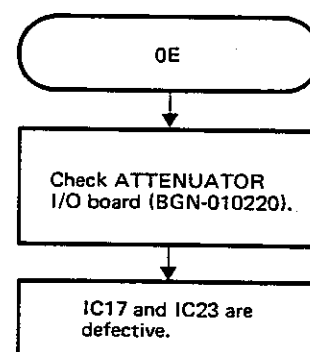 0E
Check ATTENUATOR
I/O board (BGN-010220).
IC17 and IC23 are
defective.